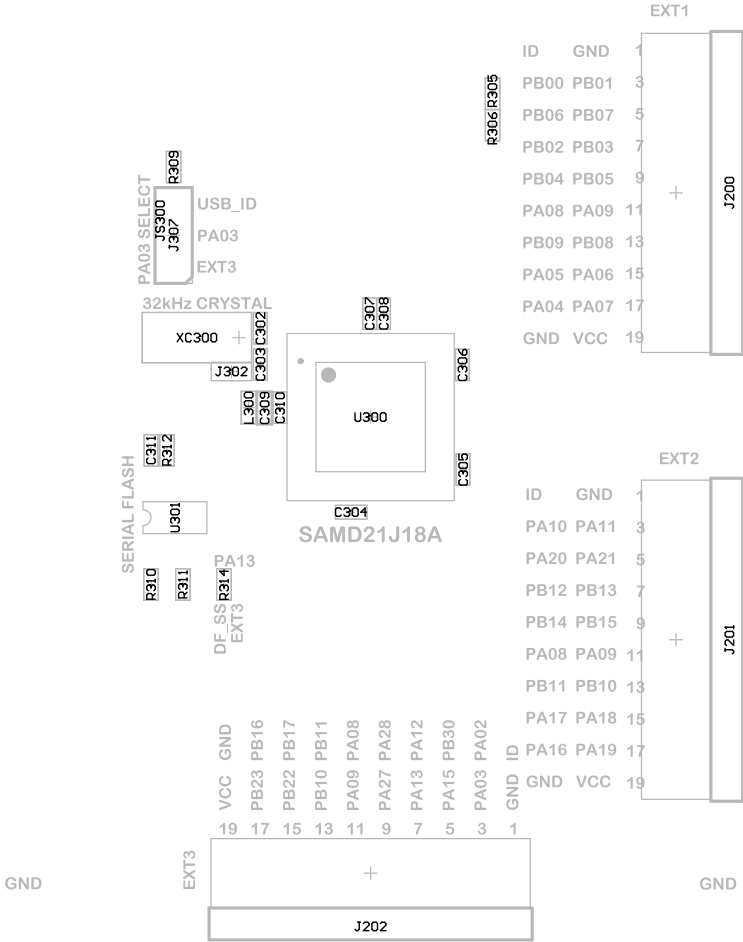 EXT1
ID GND 1
PB00 PB01 3
PB06 PB07 5
PB02 PB03 7
PB04 PB05 9
PA08 PA09 11
PB09 PB08 13
PA05 PA06 15
PA04 PA07 17
GND VCC 19
J200
R305
R306
R309
PA03 SELECT
JS300
J307
USB_ID
PA03
EXT3
32kHz CRYSTAL
XC300
C302
C303
J302
C307
C308
C306
L300
C309
C310
U300
C305
C304
SAMD21J18A
C311
R312
SERIAL FLASH
U301
PA13
R310
R311
R314
DF_SS
EXT3
EXT2
ID GND 1
PA10 PA11 3
PA20 PA21 5
PB12 PB13 7
PB14 PB15 9
PA08 PA09 11
PB11 PB10 13
PA17 PA18 15
PA16 PA19 17
GND VCC 19
J201
GND PB16 PB17 PB11 PA08 PA28 PA12 PB30 PA02 ID
VCC PB23 PB22 PB10 PA09 PA27 PA13 PA15 PA03 GND
19 17 15 13 11 9 7 5 3 1
EXT3
J202
GND
GND